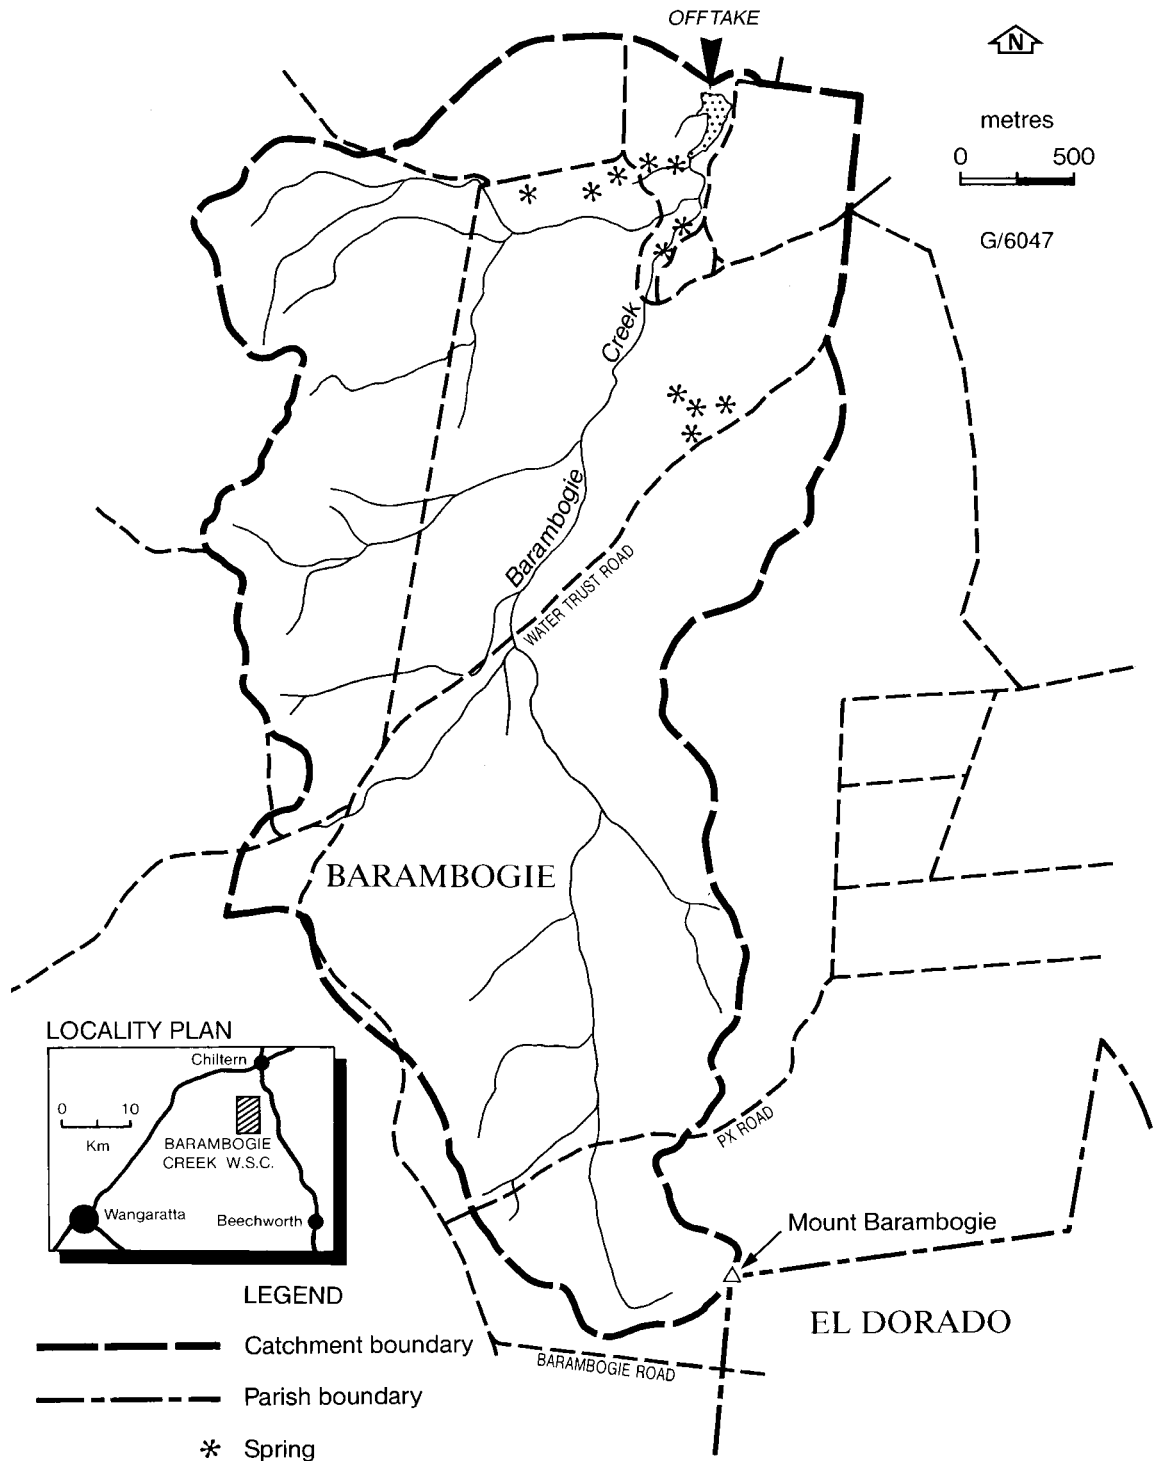 OFFTAKE
N
metres
0 500
G/6047
Creek
Barambogie
WATER TRUST ROAD
BARAMBOGIE
LOCALITY PLAN
Chiltern
0 10
Km
BARAMBOGIE
CREEK W.S.C.
Wangaratta
Beechworth
PX ROAD
Mount Barambogie
EL DORADO
BARAMBOGIE ROAD
LEGEND
Catchment boundary
Parish boundary
Spring